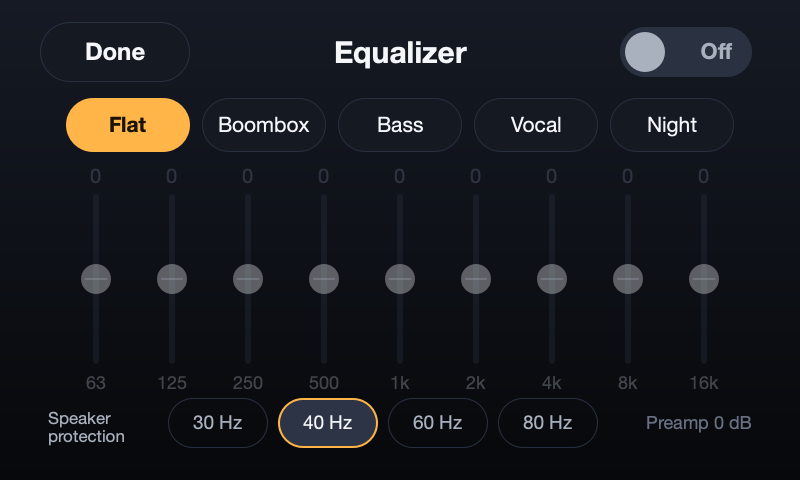 Done
Equalizer
Off
Flat
Boombox
Bass
Vocal
Night
0 0 0 0 0 0 0 0 0
63 125 250 500 1k 2k 4k 8k 16k
Speaker
protection
30 Hz
40 Hz
60 Hz
80 Hz
Preamp 0 dB